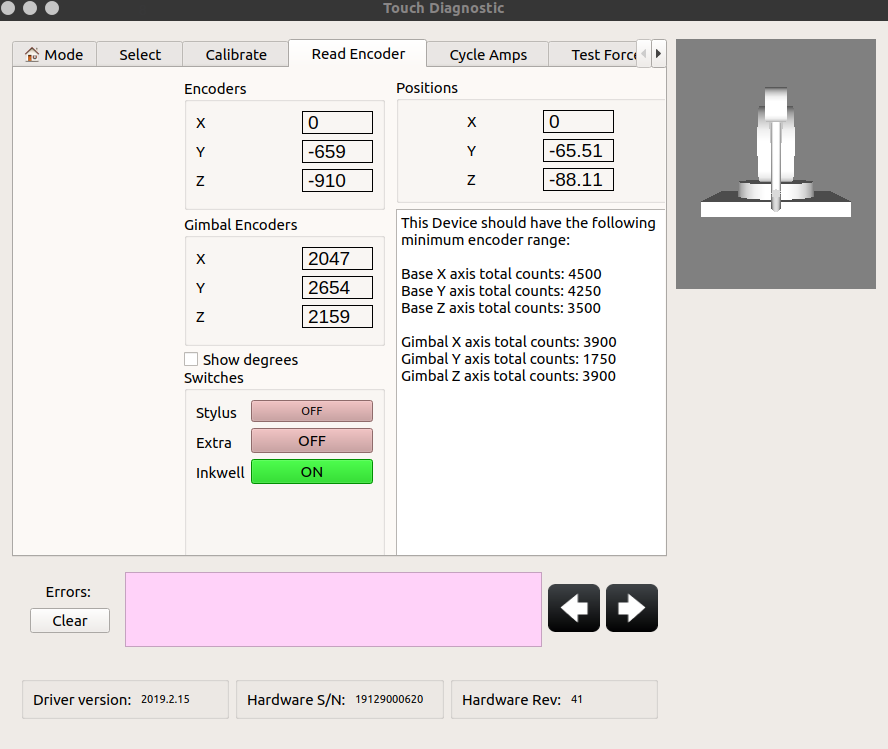 Touch Diagnostic
Mode Select Calibrate Read Encoder Cycle Amps Test Forc
Encoders
X 0
Y -659
Z -910
Positions
X 0
Y -65.51
Z -88.11
Gimbal Encoders
X 2047
Y 2654
Z 2159
Show degrees
Switches
Stylus OFF
Extra OFF
Inkwell ON
This Device should have the following
minimum encoder range:
Base X axis total counts: 4500
Base Y axis total counts: 4250
Base Z axis total counts: 3500
Gimbal X axis total counts: 3900
Gimbal Y axis total counts: 1750
Gimbal Z axis total counts: 3900
Errors:
Clear
Driver version: 2019.2.15
Hardware S/N: 19129000620
Hardware Rev: 41